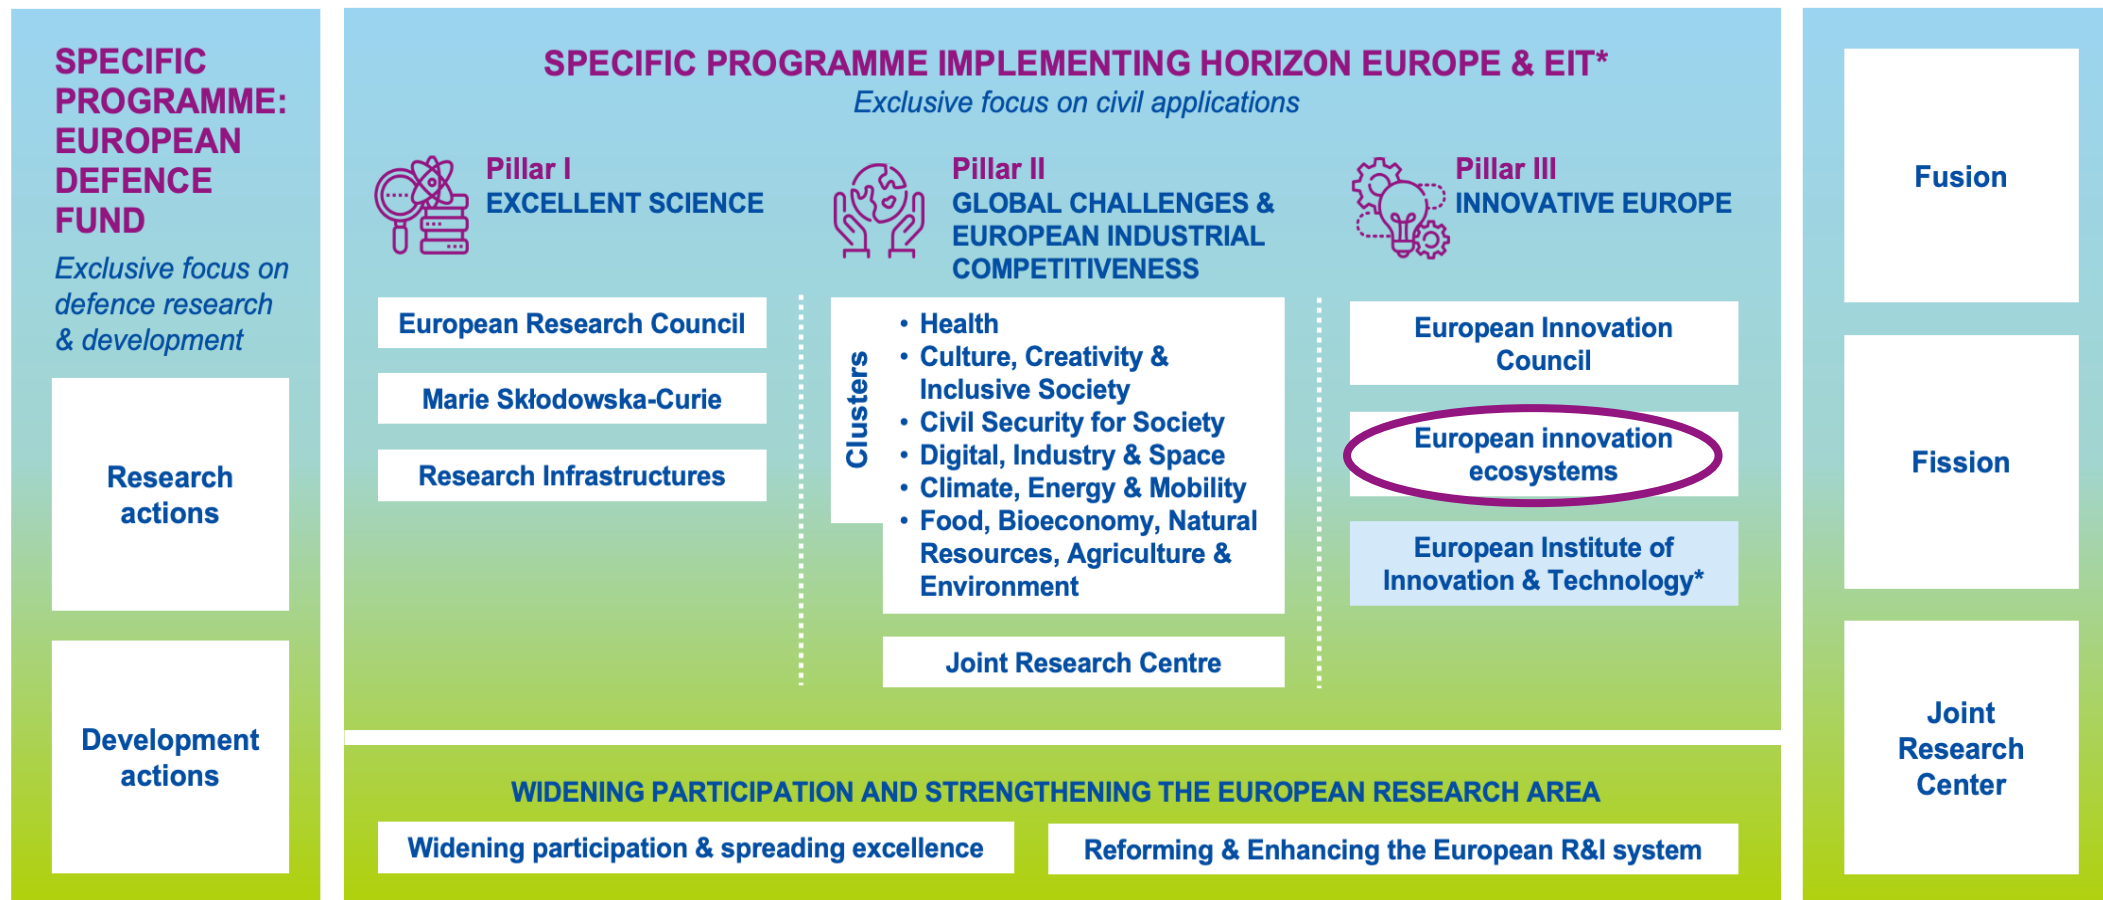 SPECIFIC
PROGRAMME:
EUROPEAN
DEFENCE
FUND
Exclusive focus on
defence research
& development
Research
actions
Development
actions
SPECIFIC PROGRAMME IMPLEMENTING HORIZON EUROPE & EIT*
Exclusive focus on civil applications
Pillar I
EXCELLENT SCIENCE
European Research Council
Marie Skłodowska-Curie
Research Infrastructures
Pillar II
GLOBAL CHALLENGES &
EUROPEAN INDUSTRIAL
COMPETITIVENESS
Clusters
• Health
• Culture, Creativity &
Inclusive Society
• Civil Security for Society
• Digital, Industry & Space
• Climate, Energy & Mobility
• Food, Bioeconomy, Natural
Resources, Agriculture &
Environment
Joint Research Centre
Pillar III
INNOVATIVE EUROPE
European Innovation
Council
European innovation
ecosystems
European Institute of
Innovation & Technology*
WIDENING PARTICIPATION AND STRENGTHENING THE EUROPEAN RESEARCH AREA
Widening participation & spreading excellence
Reforming & Enhancing the European R&I system
Fusion
Fission
Joint
Research
Center